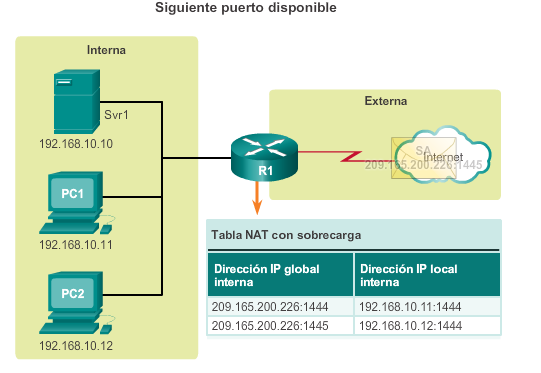 Siguiente puerto disponible
Interna
Externa
Svr1
192.168.10.10
PC1
192.168.10.11
PC2
192.168.10.12
R1
SA
Internet
209.165.200.226:1445
Tabla NAT con sobrecarga
Dirección IP global interna
Dirección IP local interna
209.165.200.226:1444
192.168.10.11:1444
209.165.200.226:1445
192.168.10.12:1444